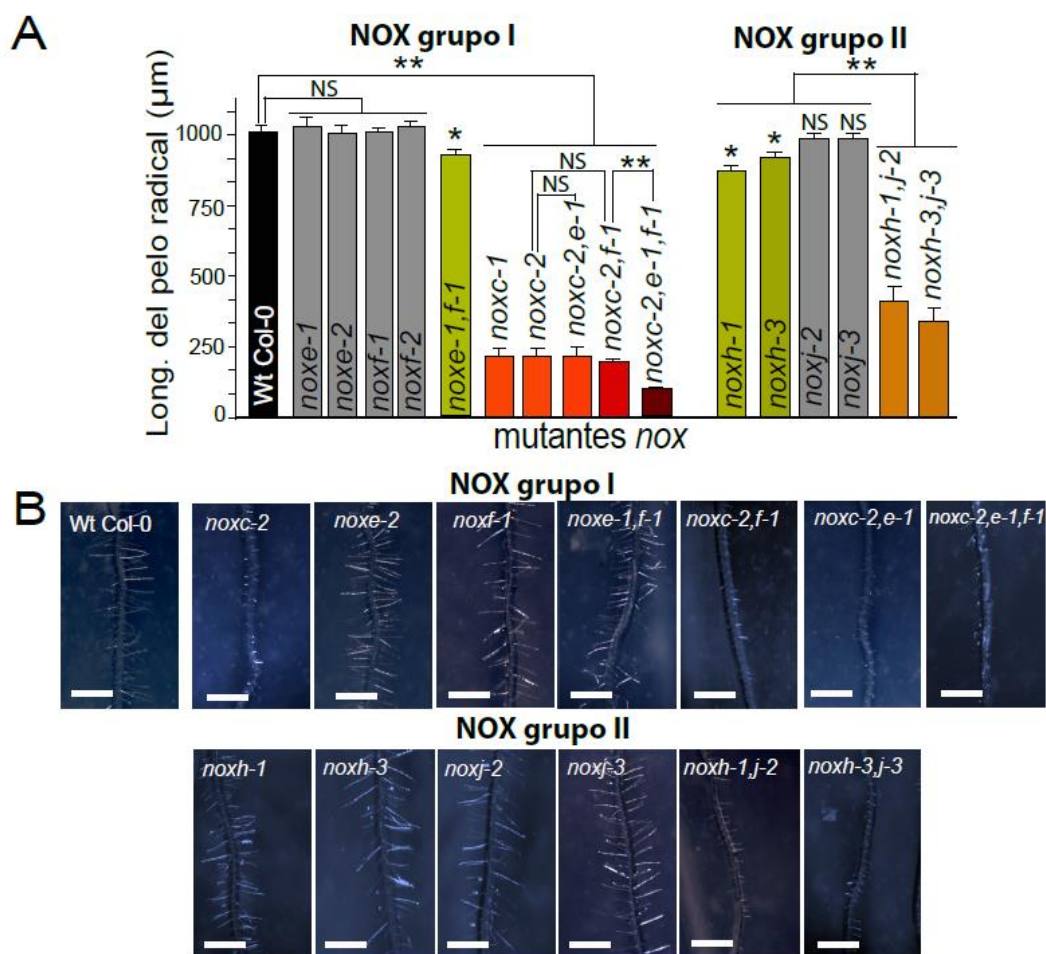 A
NOX grupo I
NOX grupo II
**
**
NS
NS
NS
*
NS
**
NS
*
*
Long. del pelo radical (µm)
1000
750
500
250
0
Wt Col-0
noxe-1
noxe-2
noxf-1
noxf-2
noxe-1,f-1
noxc-1
noxc-2
noxc-2,e-1
noxc-2,f-1
noxc-2,e-1,f-1
noxh-1
noxh-3
noxj-2
noxj-3
noxh-1,j-2
noxh-3,j-3
mutantes nox
B
NOX grupo I
Wt Col-0
noxc-2
noxe-2
noxf-1
noxe-1,f-1
noxc-2,f-1
noxc-2,e-1
noxc-2,e-1,f-1
NOX grupo II
noxh-1
noxh-3
noxj-2
noxj-3
noxh-1,j-2
noxh-3,j-3